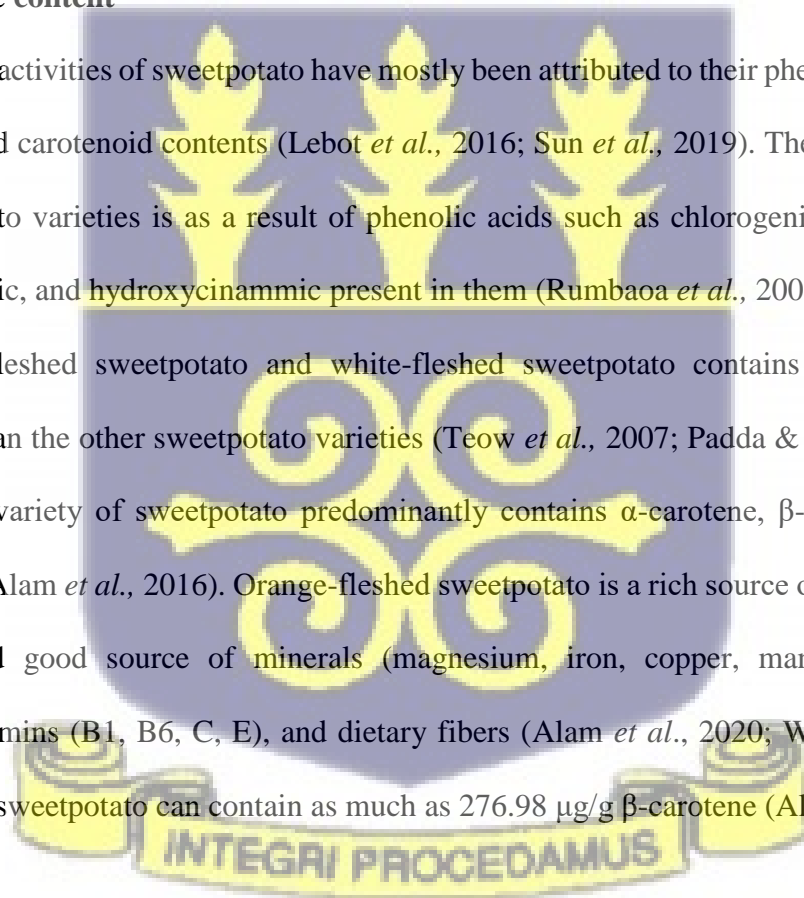 content
activities of sweetpotato have mostly been attributed to their phe
d carotenoid contents (Lebot et al., 2016; Sun et al., 2019). The
to varieties is as a result of phenolic acids such as chlorogeni
ic, and hydroxycinammic present in them (Rumbaoa et al., 200
leshed sweetpotato and white-fleshed sweetpotato contains
an the other sweetpotato varieties (Teow et al., 2007; Padda &
variety of sweetpotato predominantly contains α-carotene, β-
Alam et al., 2016). Orange-fleshed sweetpotato is a rich source o
d good source of minerals (magnesium, iron, copper, man
mins (B1, B6, C, E), and dietary fibers (Alam et al., 2020; W
sweetpotato can contain as much as 276.98 μg/g β-carotene (Al
INTEGRI PROCEDAMUS